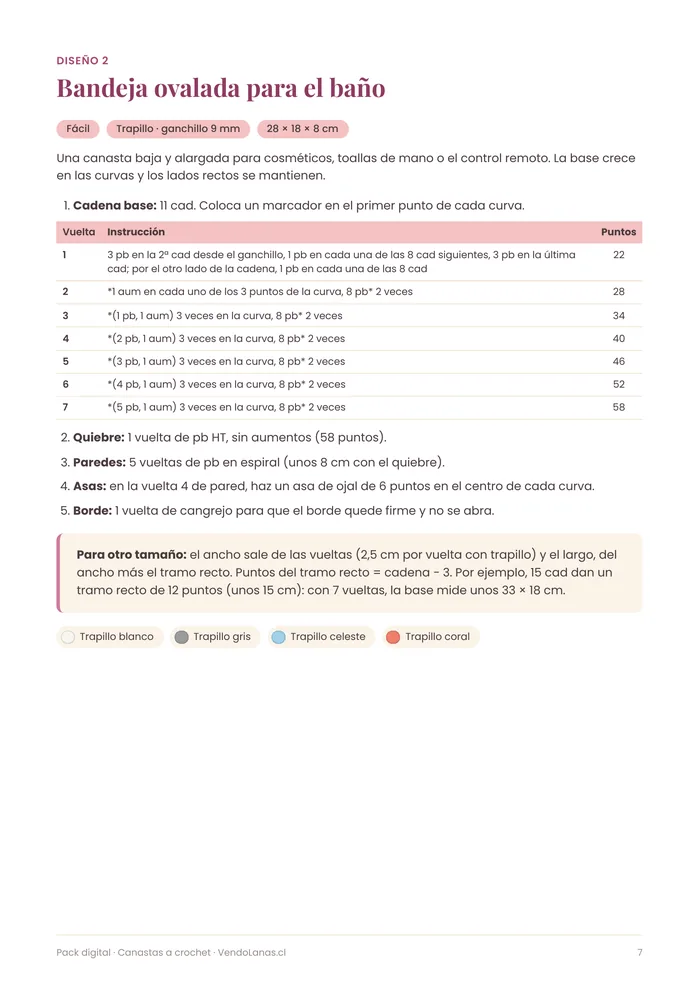 DISEÑO 2
Bandeja ovalada para el baño
Fácil
Trapillo · ganchillo 9 mm
28 × 18 × 8 cm
Una canasta baja y alargada para cosméticos, toallas de mano o el control remoto. La base crece
en las curvas y los lados rectos se mantienen.
1. Cadena base: 11 cad. Coloca un marcador en el primer punto de cada curva.
Vuelta Instrucción Puntos
1 3 pb en la 2ª cad desde el ganchillo, 1 pb en cada una de las 8 cad siguientes, 3 pb en la última 22
cad; por el otro lado de la cadena, 1 pb en cada una de las 8 cad
2 *1 aum en cada uno de los 3 puntos de la curva, 8 pb* 2 veces 28
3 *(1 pb, 1 aum) 3 veces en la curva, 8 pb* 2 veces 34
4 *(2 pb, 1 aum) 3 veces en la curva, 8 pb* 2 veces 40
5 *(3 pb, 1 aum) 3 veces en la curva, 8 pb* 2 veces 46
6 *(4 pb, 1 aum) 3 veces en la curva, 8 pb* 2 veces 52
7 *(5 pb, 1 aum) 3 veces en la curva, 8 pb* 2 veces 58
2. Quiebre: 1 vuelta de pb HT, sin aumentos (58 puntos).
3. Paredes: 5 vueltas de pb en espiral (unos 8 cm con el quiebre).
4. Asas: en la vuelta 4 de pared, haz un asa de ojal de 6 puntos en el centro de cada curva.
5. Borde: 1 vuelta de cangrejo para que el borde quede firme y no se abra.
Para otro tamaño: el ancho sale de las vueltas (2,5 cm por vuelta con trapillo) y el largo, del
ancho más el tramo recto. Puntos del tramo recto = cadena − 3. Por ejemplo, 15 cad dan un
tramo recto de 12 puntos (unos 15 cm): con 7 vueltas, la base mide unos 33 × 18 cm.
Trapillo blanco
Trapillo gris
Trapillo celeste
Trapillo coral
Pack digital · Canastas a crochet · VendoLanas.cl 7